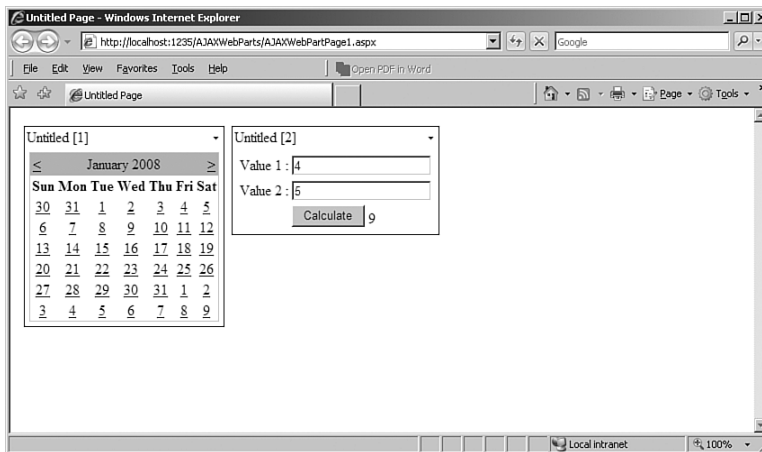 Untitled Page - Windows Internet Explorer
http://localhost:1235/AJAXWebParts/AJAXWebPartPage1.aspx
Google
File Edit View Favorites Tools Help
Open PDF in Word
Untitled Page
Page Tools
Untitled [1]
< January 2008 >
Sun Mon Tue Wed Thu Fri Sat
30 31 1 2 3 4 5
6 7 8 9 10 11 12
13 14 15 16 17 18 19
20 21 22 23 24 25 26
27 28 29 30 31 1 2
3 4 5 6 7 8 9
Untitled [2]
Value 1 : 4
Value 2 : 5
Calculate 9
Local intranet
100%